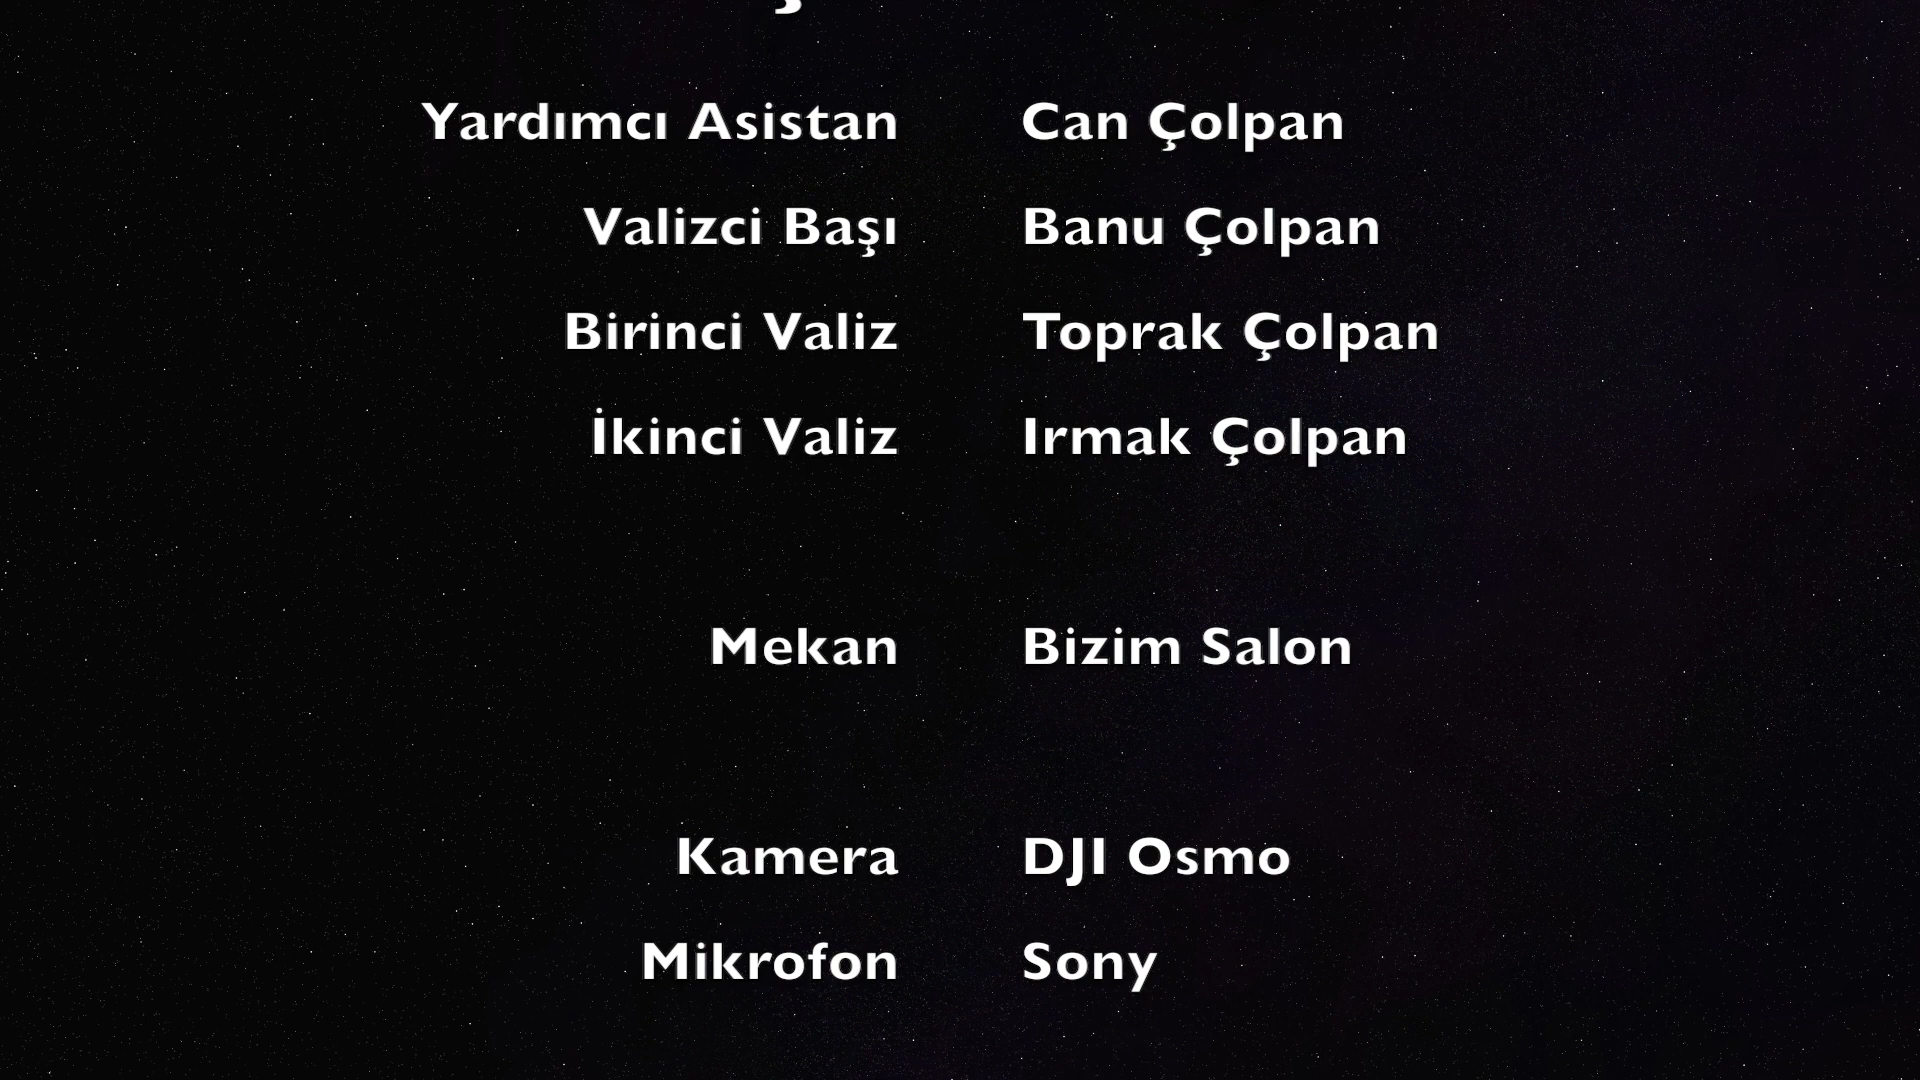 Yardımcı Asistan Can Çolpan
Valizci Başı Banu Çolpan
Birinci Valiz Toprak Çolpan
İkinci Valiz Irmak Çolpan
Mekan Bizim Salon
Kamera DJI Osmo
Mikrofon Sony